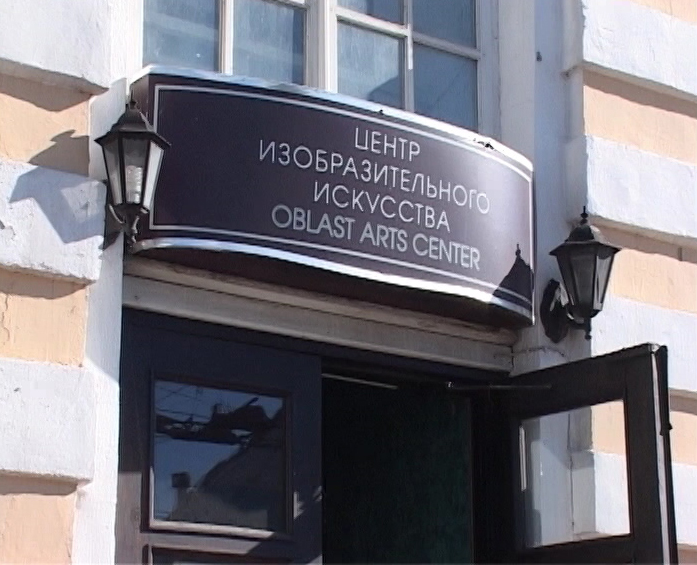 ЦЕНТР
ИЗОБРАЗИТЕЛЬНОГО
ИСКУССТВА
OBLAST ARTS CENTER